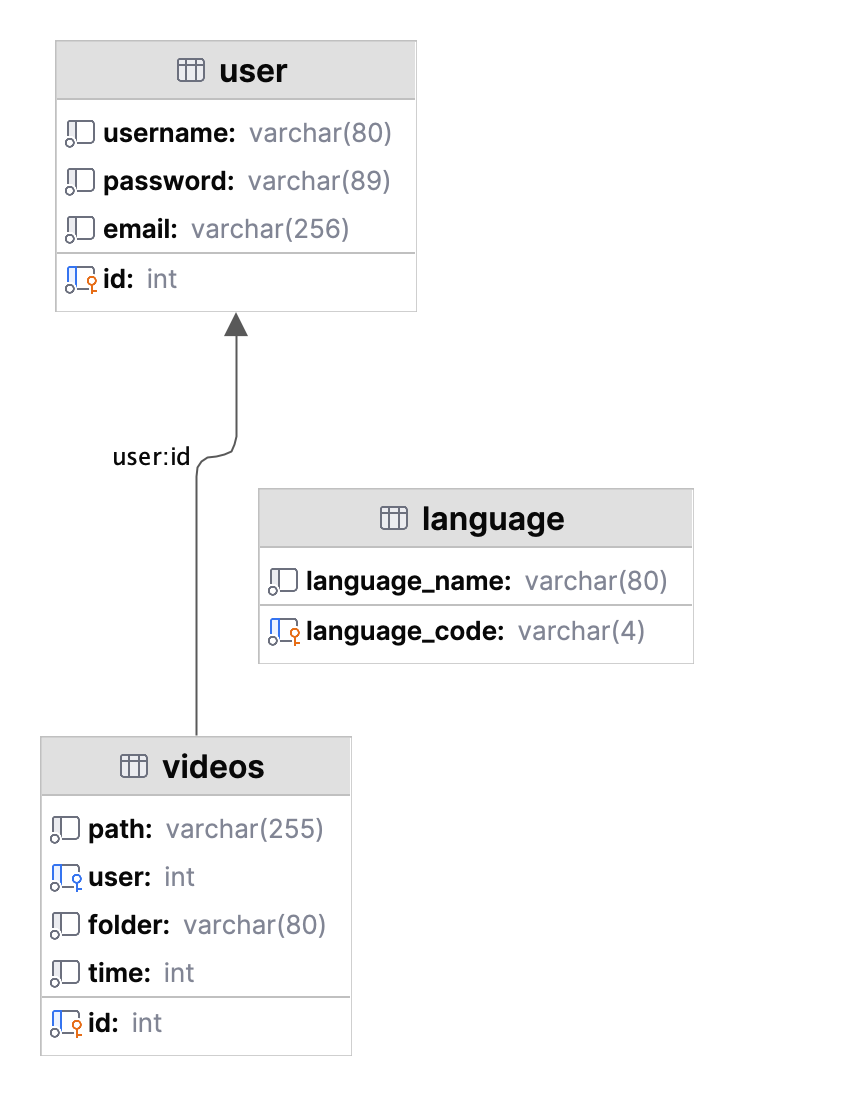 user
username: varchar(80)
password: varchar(89)
email: varchar(256)
id: int
user:id
language
language_name: varchar(80)
language_code: varchar(4)
videos
path: varchar(255)
user: int
folder: varchar(80)
time: int
id: int